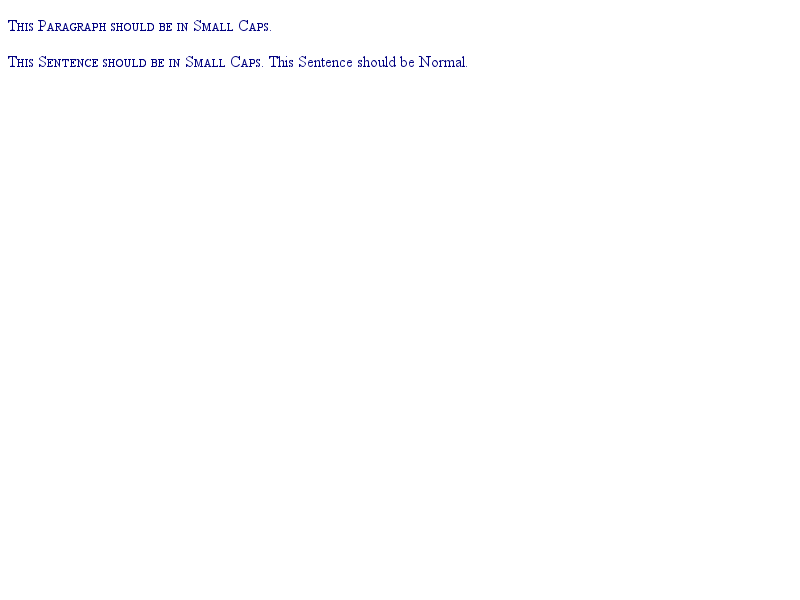 This Paragraph should be in Small Caps.
This Sentence should be in Small Caps. This Sentence should be Normal.